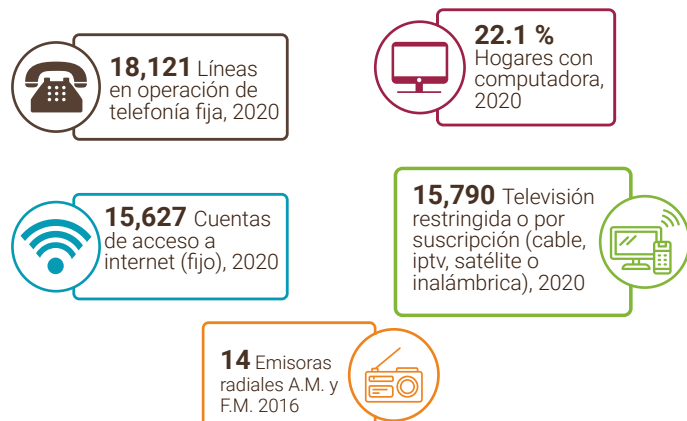 18,121 Líneas
en operación de
telefonía fija, 2020
22.1 %
Hogares con
computadora,
2020
15,627 Cuentas
de acceso a
internet (fijo), 2020
15,790 Televisión
restringida o por
suscripción (cable,
iptv, satélite o
inalámbrica), 2020
14 Emisoras
radiales A.M. y
F.M. 2016